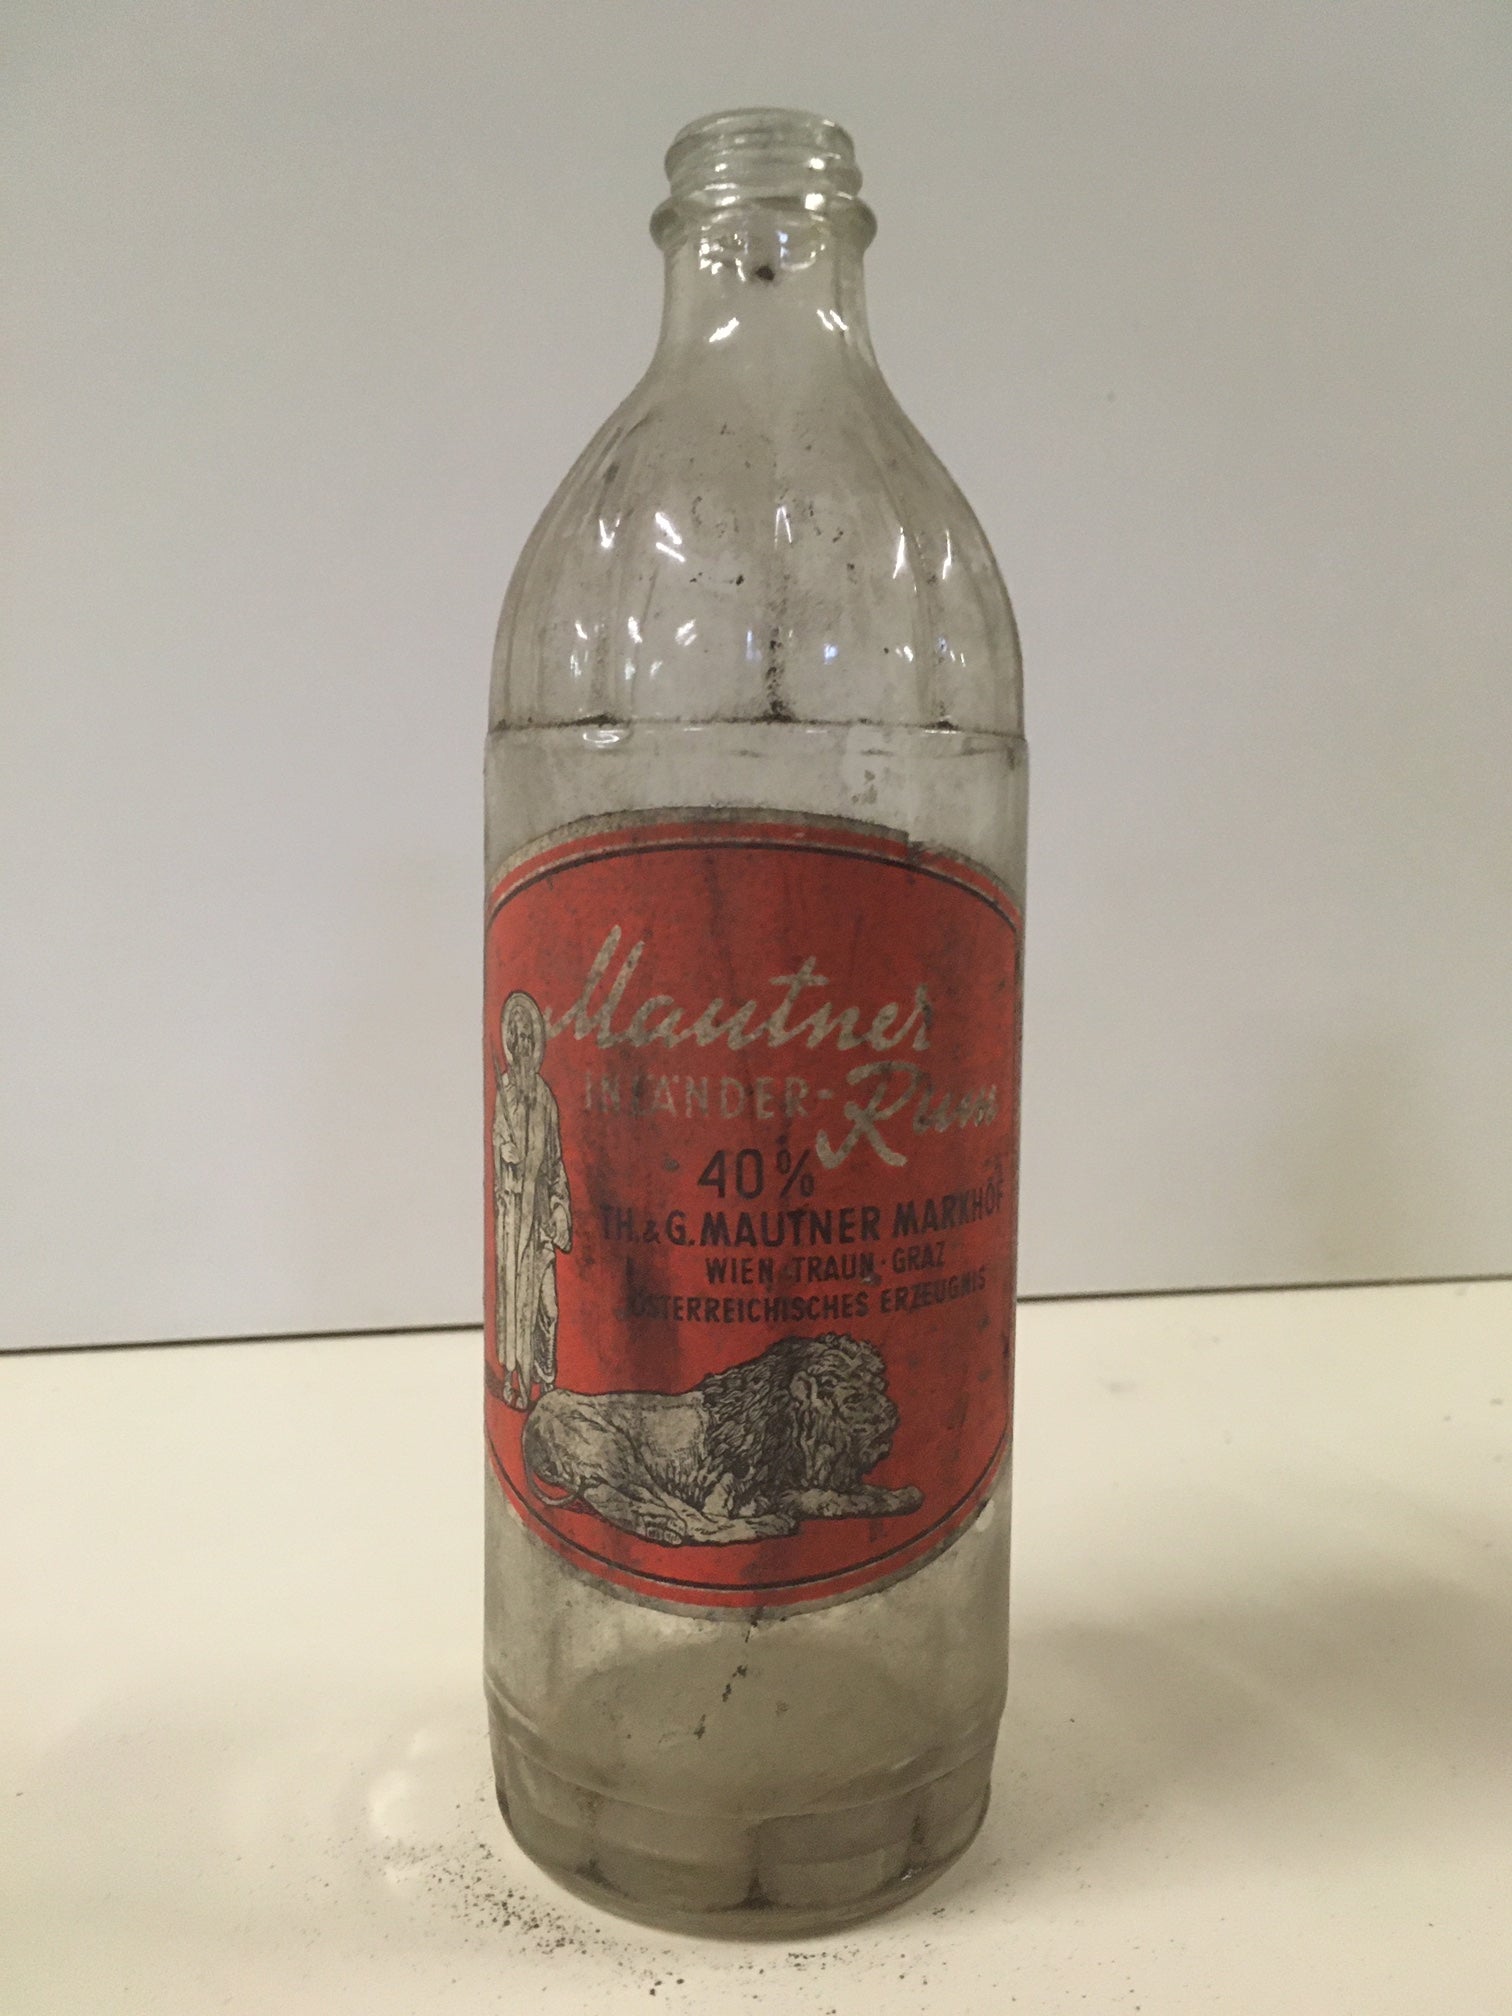 Mautner
INLÄNDER-Rum
40%
TH.&G.MAUTNER MARKHOF
WIEN·TRAUN·GRAZ
ÖSTERREICHISCHES ERZEUGNIS